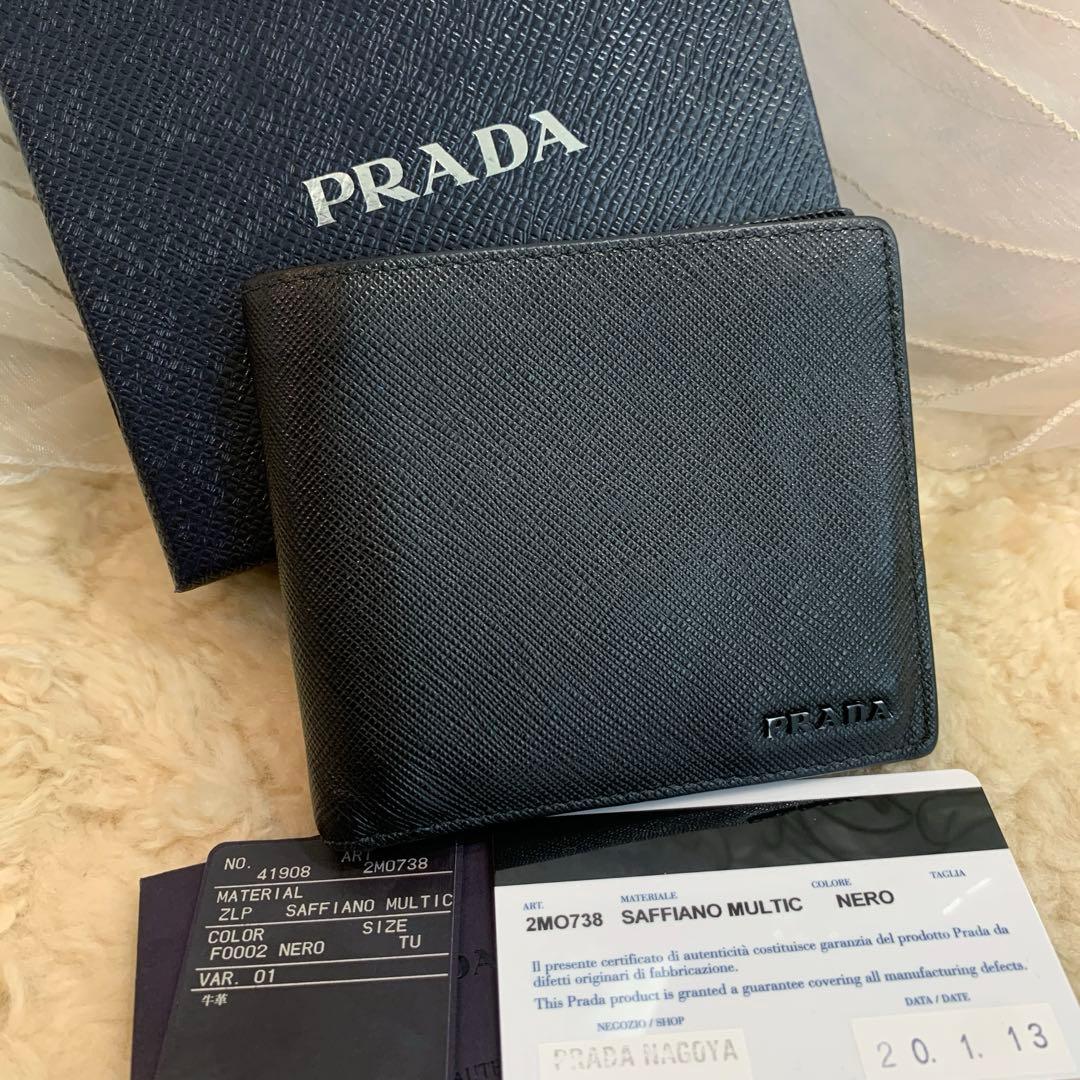 PRADA
PRADA
NO. 41908 ART 2MO738
MATERIAL
ZLP SAFFIANO MULTIC
COLOR SIZE
F0002 NERO TU
VAR. 01
牛革
DA
AUTHE
ART. MATERIALE COLORE TAGLIA
2MO738 SAFFIANO MULTIC NERO
Il presente certificato di autenticità costituisce garanzia del prodotto Prada da
difetti originari di fabbricazione.
This Prada product is granted a guarantee covering all manufacturing defects.
NEGOZIO / SHOP DATA / DATE
PRADA NAGOYA 20.1.13